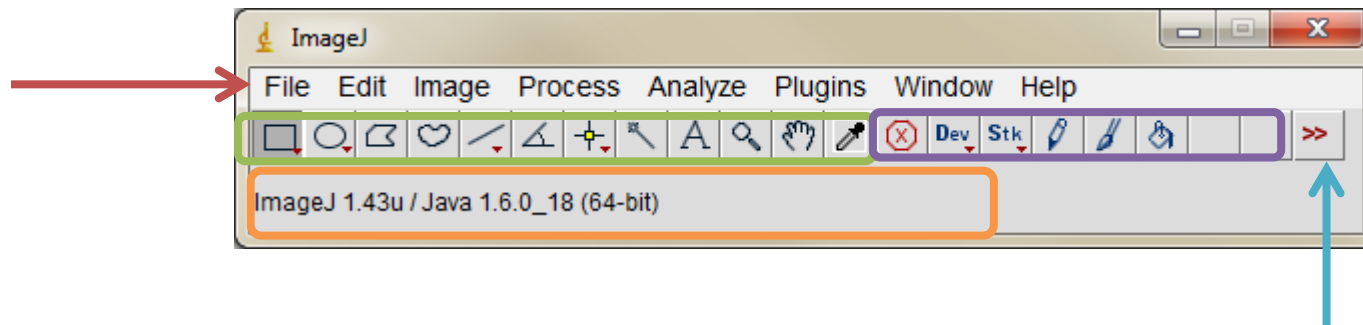 ImageJ
File Edit Image Process Analyze Plugins Window Help
A Dev Stk >>
ImageJ 1.43u / Java 1.6.0_18 (64-bit)